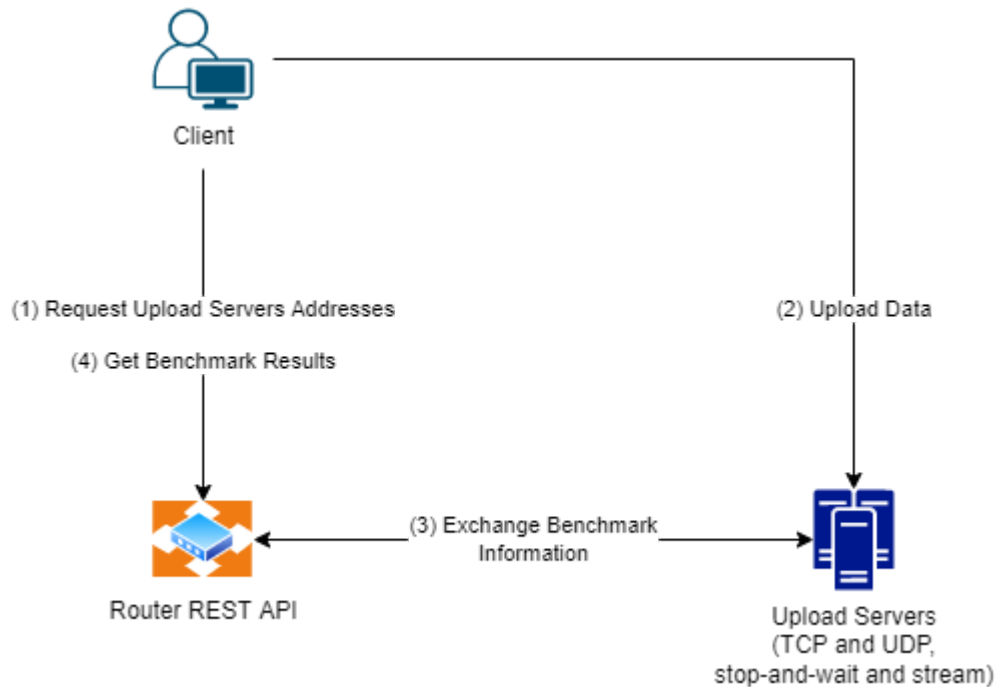 Client
(1) Request Upload Servers Addresses
(2) Upload Data
(4) Get Benchmark Results
(3) Exchange Benchmark
Information
Router REST API
Upload Servers
(TCP and UDP,
stop-and-wait and stream)